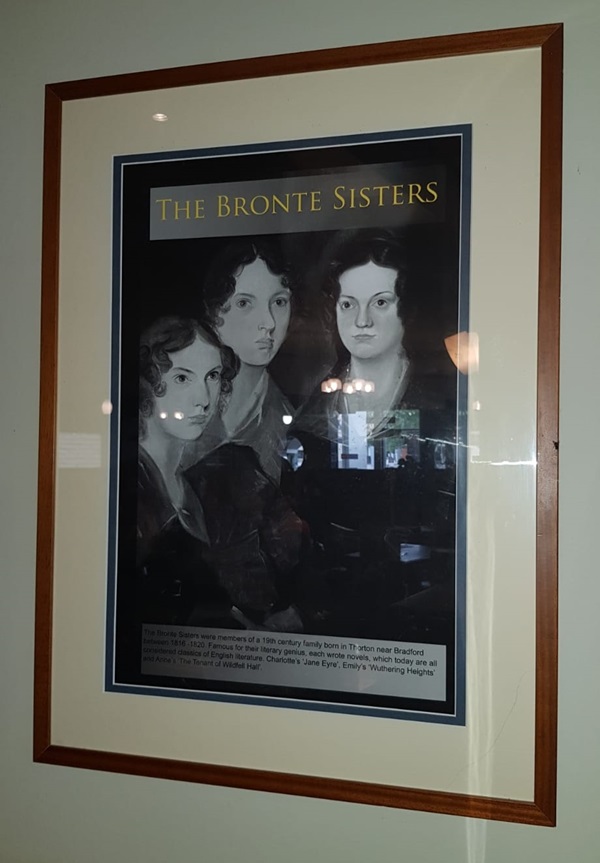 THE BRONTE SISTERS
The Bronte Sisters were members of a 19th century family born in Thorton near Bradford
between 1816 -1820. Famous for their literary genius, each wrote novels, which today are all
considered classics of English literature. Charlotte's 'Jane Eyre', Emily's 'Wuthering Heights'
and Anne's 'The Tenant of Wildfell Hall'.